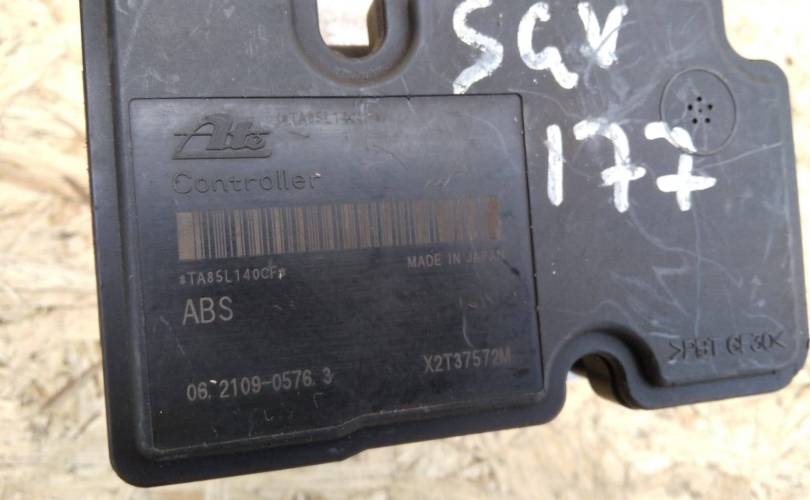 SGV
177
Ate
Controller
*TA85L140CF*
MADE IN JAPAN
ABS
06.2109-0576.3
X2T37572M
>PBT GF30<